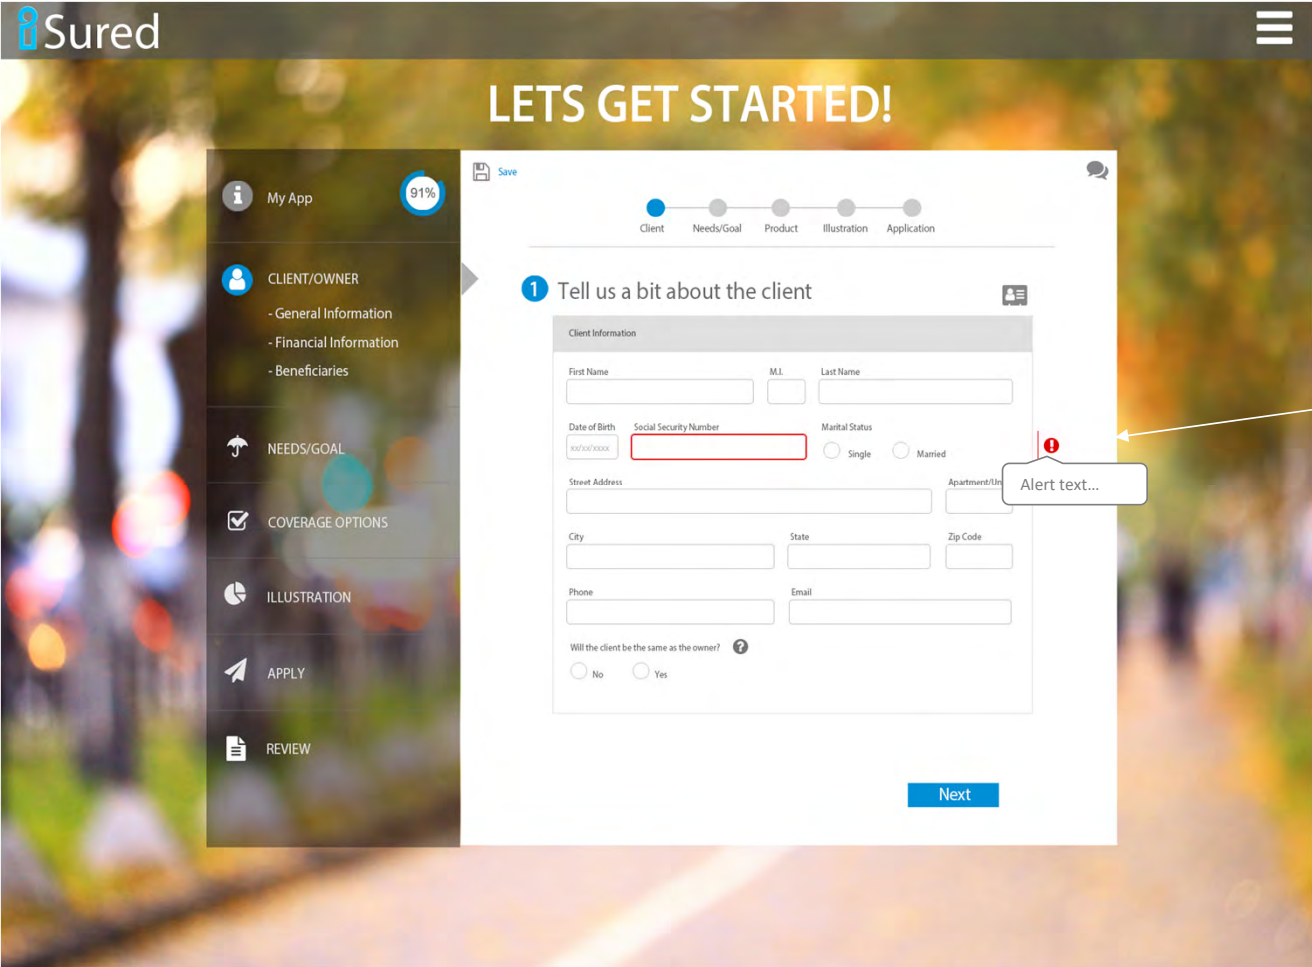 iSured
LETS GET STARTED!
My App
91%
CLIENT/OWNER
- General Information
- Financial Information
- Beneficiaries
NEEDS/GOAL
COVERAGE OPTIONS
ILLUSTRATION
APPLY
REVIEW
Save
Client Needs/Goal Product Illustration Application
1 Tell us a bit about the client
Client Information
First Name M.I. Last Name
Date of Birth Social Security Number Marital Status
xx/xx/xxxx Single Married
Alert text...
Street Address Apartment/Un
City State Zip Code
Phone Email
Will the client be the same as the owner? ?
No Yes
Next